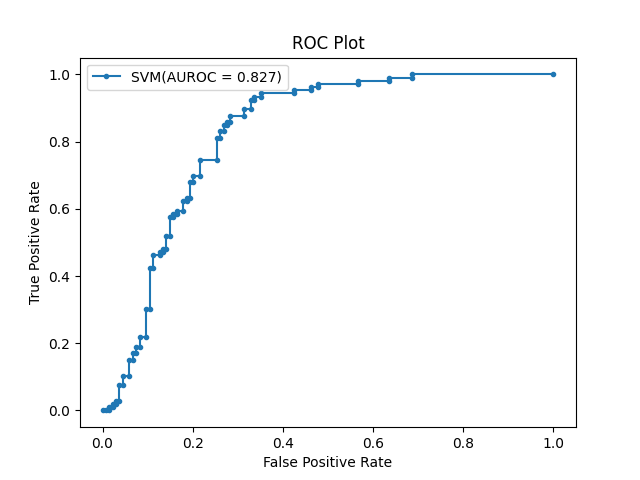 ROC Plot
SVM(AUROC = 0.827)
1.0
0.8
0.6
0.4
0.2
0.0
True Positive Rate
0.0 0.2 0.4 0.6 0.8 1.0
False Positive Rate